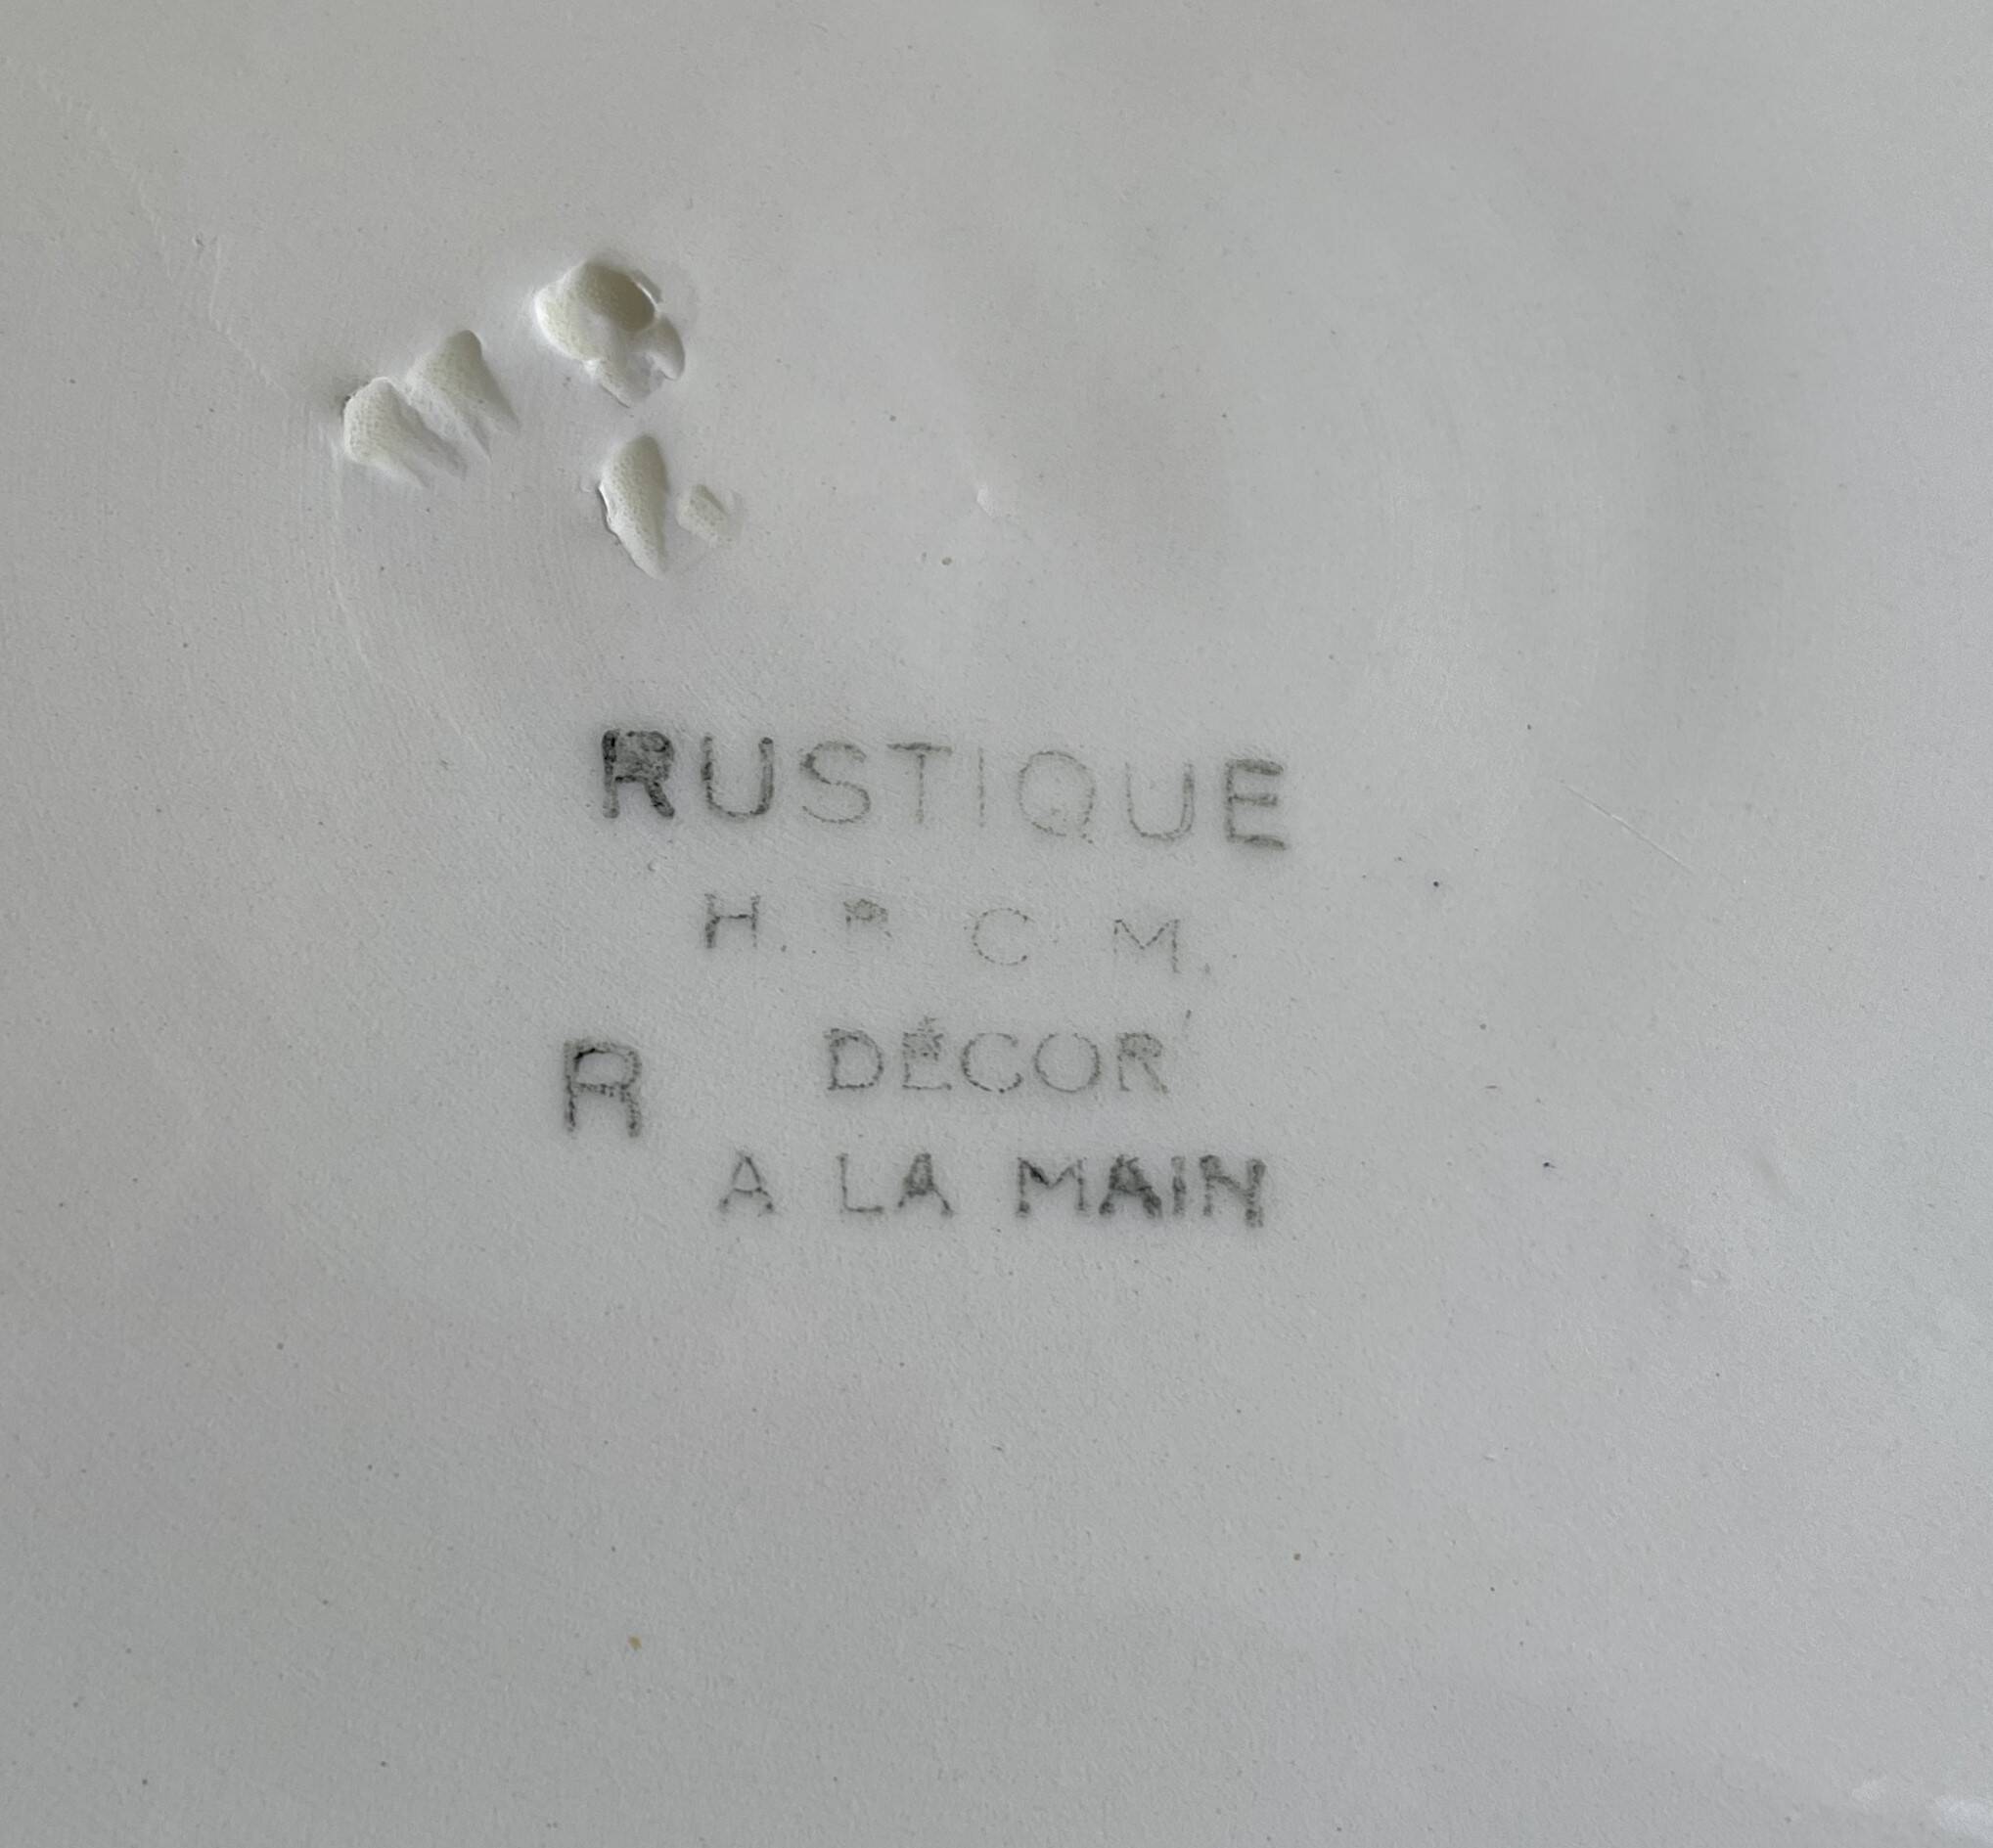 RUSTIQUE
H. B C M.
R DÉCOR
A LA MAIN